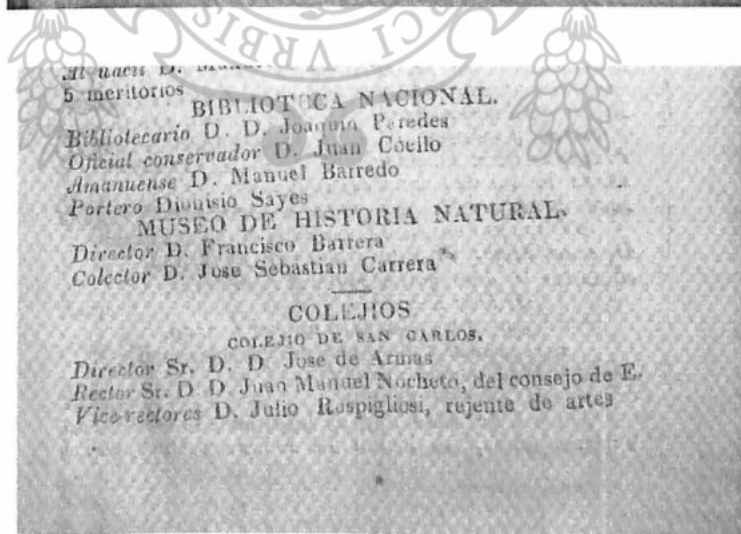 5 meritorios
BIBLIOTECA NACIONAL.
Bibliotecario D. D. Joaquin Paredes
Oficial conservador D. Juan Coello
Amanuense D. Manuel Barredo
Portero Dionisio Sayes
MUSEO DE HISTORIA NATURAL.
Director D. Francisco Barrera
Colector D. Jose Sebastian Carrera
COLEJIOS
COLEJIO DE SAN CARLOS.
Director Sr. D. D Jose de Armas
Rector Sr. D. D Juan Manuel Nocheto, del consejo de E.
Vice-rectores D. Julio Rospigliosi, rejente de artes